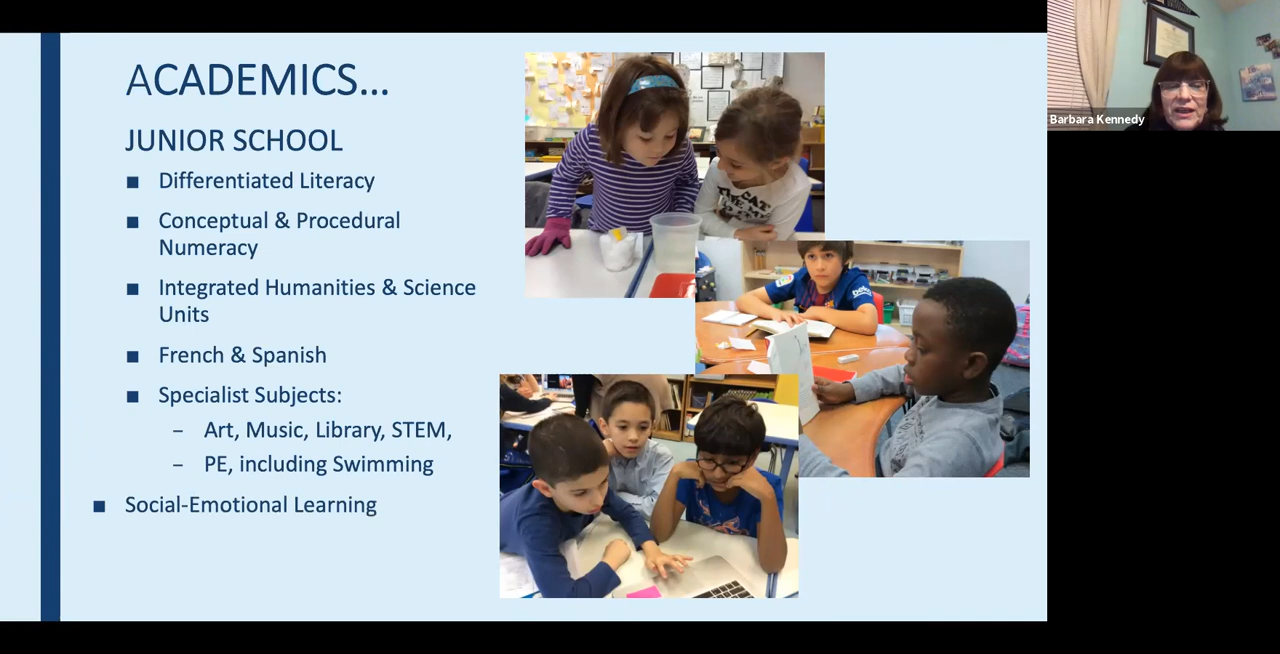 ACADEMICS...
JUNIOR SCHOOL
■ Differentiated Literacy
■ Conceptual & Procedural
Numeracy
■ Integrated Humanities & Science
Units
■ French & Spanish
■ Specialist Subjects:
– Art, Music, Library, STEM,
– PE, including Swimming
■ Social-Emotional Learning
Barbara Kennedy